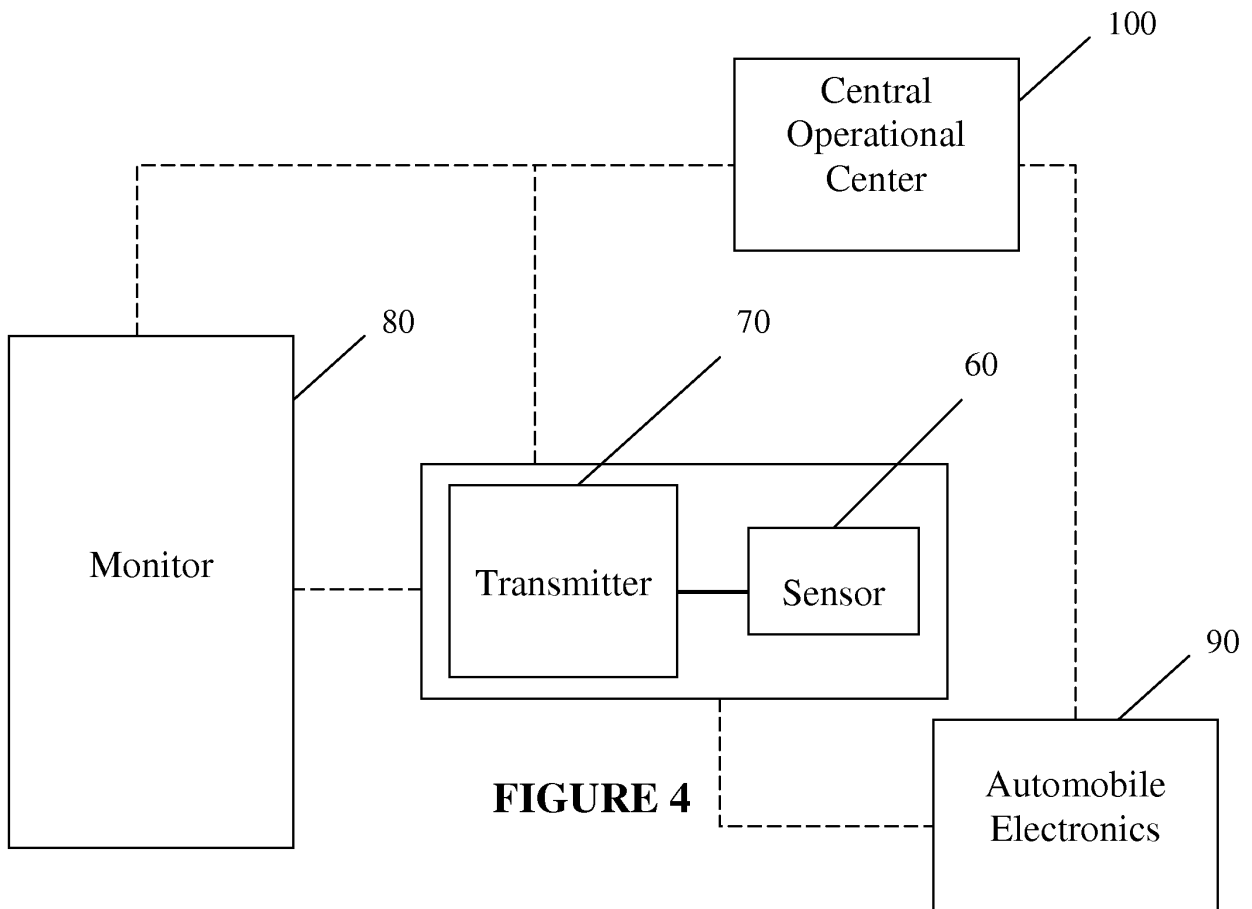 100
Central
Operational
Center
80
70
60
Monitor
Transmitter
Sensor
90
FIGURE 4
Automobile
Electronics